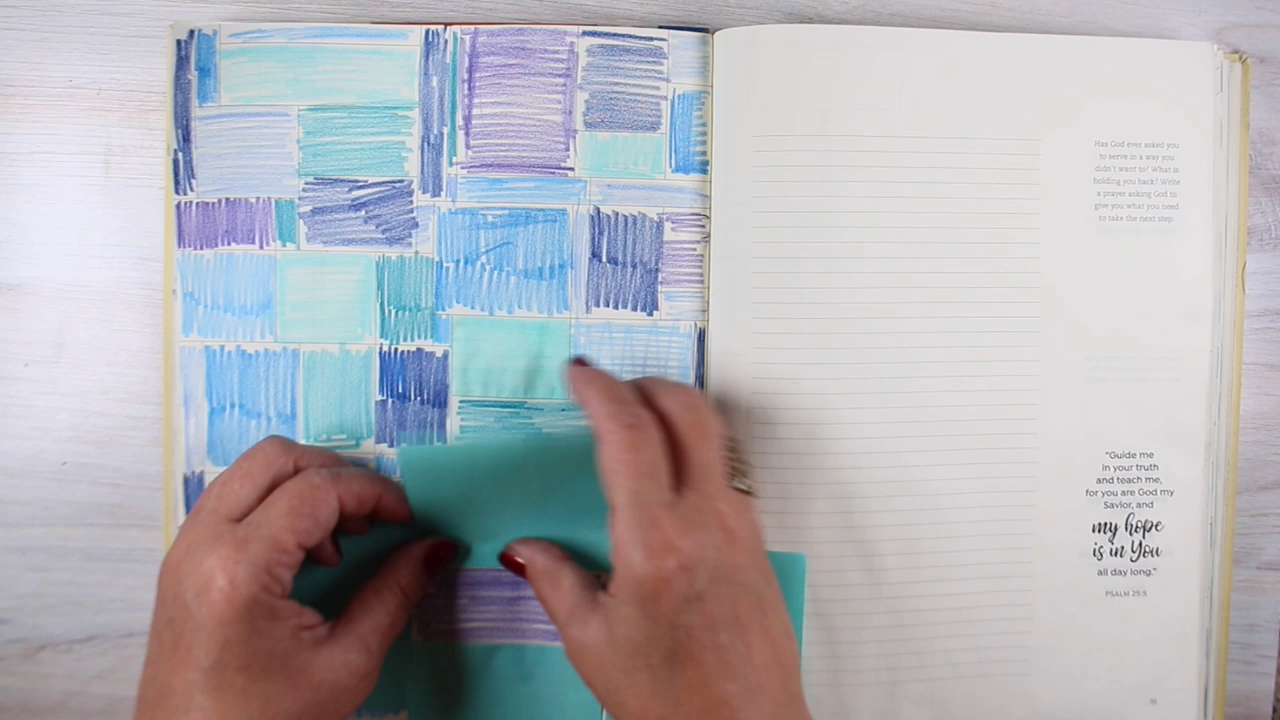 Has God ever asked you
to serve in a way you
didn't want to? What is
holding you back? Write
a prayer asking God to
give you what you need
to take the next step.
"Guide me
in your truth
and teach me,
for you are God my
Savior, and
my hope
is in You
all day long."
PSALM 25:5